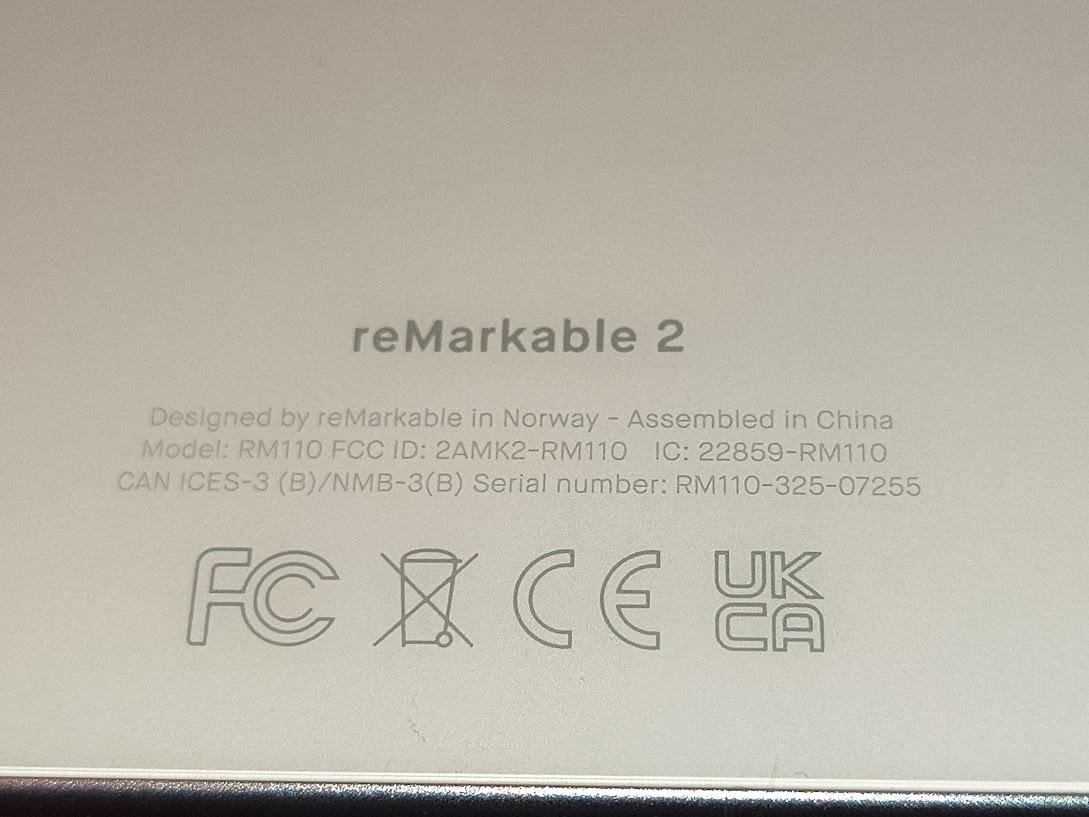 reMarkable 2
Designed by reMarkable in Norway - Assembled in China
Model: RM110 FCC ID: 2AMK2-RM110 IC: 22859-RM110
CAN ICES-3 (B)/NMB-3(B) Serial number: RM110-325-07255
FC CE UK
CA